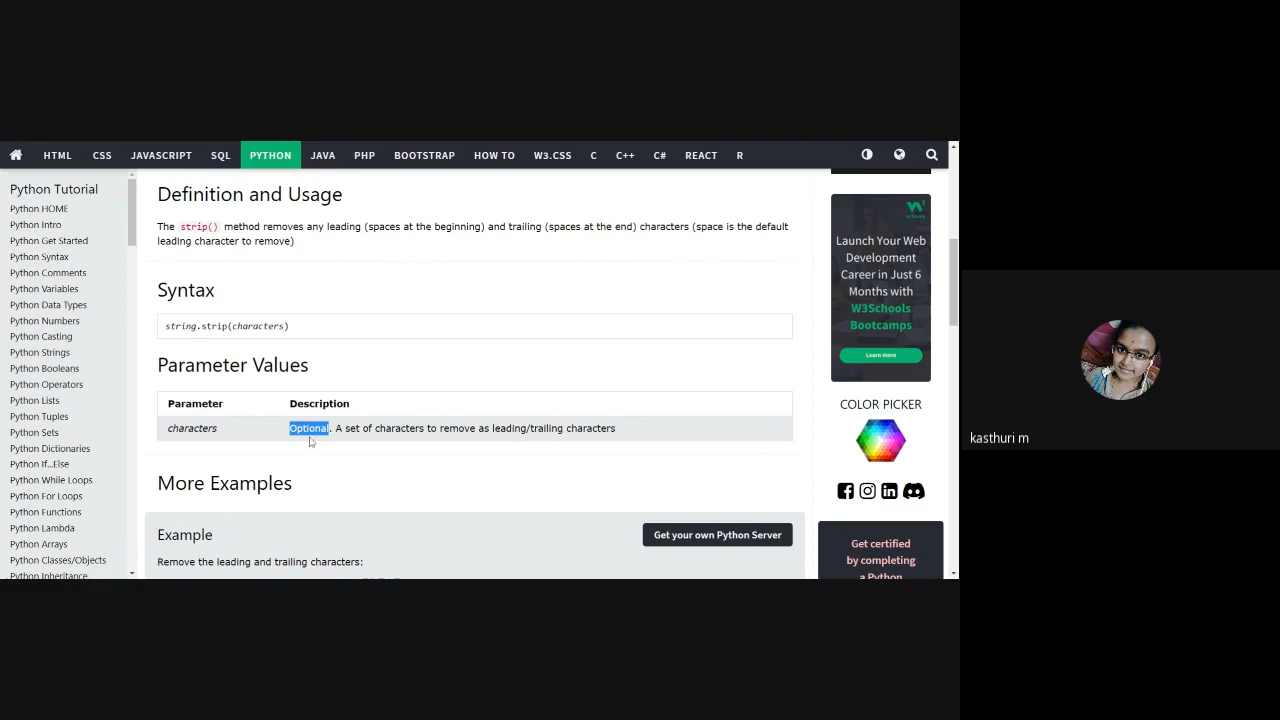 HTML CSS JAVASCRIPT SQL PYTHON JAVA PHP BOOTSTRAP HOW TO W3.CSS C C++ C# REACT R
Python Tutorial
Python HOME
Python Intro
Python Get Started
Python Syntax
Python Comments
Python Variables
Python Data Types
Python Numbers
Python Casting
Python Strings
Python Booleans
Python Operators
Python Lists
Python Tuples
Python Sets
Python Dictionaries
Python If...Else
Python While Loops
Python For Loops
Python Functions
Python Lambda
Python Arrays
Python Classes/Objects
Python Inheritance
Definition and Usage
The strip() method removes any leading (spaces at the beginning) and trailing (spaces at the end) characters (space is the default
leading character to remove)
Syntax
string.strip(characters)
Parameter Values
Parameter Description
characters Optional. A set of characters to remove as leading/trailing characters
More Examples
Example
Get your own Python Server
Remove the leading and trailing characters:
schools
Launch Your Web
Development
Career in Just 6
Months with
W3Schools
Bootcamps
Learn more
COLOR PICKER
Get certified
by completing
a Python
kasthuri m